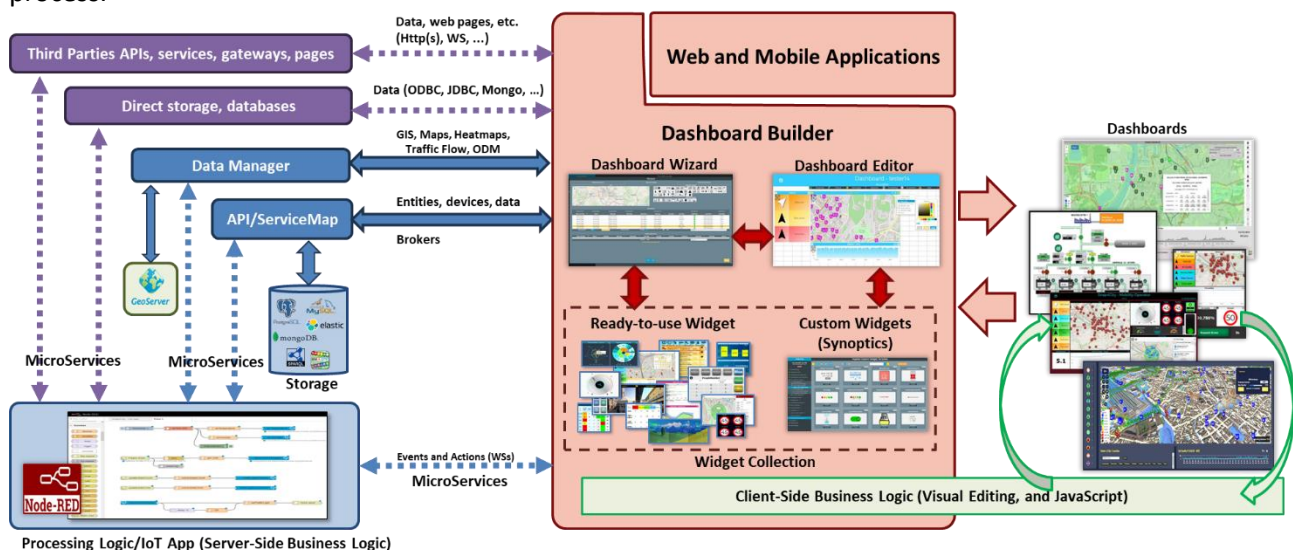 process.
Data, web pages, etc.
(Http(s), WS, ...)
Third Parties APIs, services, gateways, pages
Web and Mobile Applications
Direct storage, databases
Data (ODBC, JDBC, Mongo, ...)
GIS, Maps, Heatmaps,
Traffic Flow, ODM
Data Manager
Dashboard Builder
Dashboards
Dashboard Wizard
Dashboard Editor
API/ServiceMap
Entities, devices, data
Brokers
GeoServer
PostgreSQL
MySQL
elastic
mongoDB
Storage
MicroServices
MicroServices
Ready-to-use Widget
Custom Widgets
(Synoptics)
Widget Collection
Node-RED
Events and Actions (WSs)
MicroServices
Client-Side Business Logic (Visual Editing, and JavaScript)
Processing Logic/IoT App (Server-Side Business Logic)